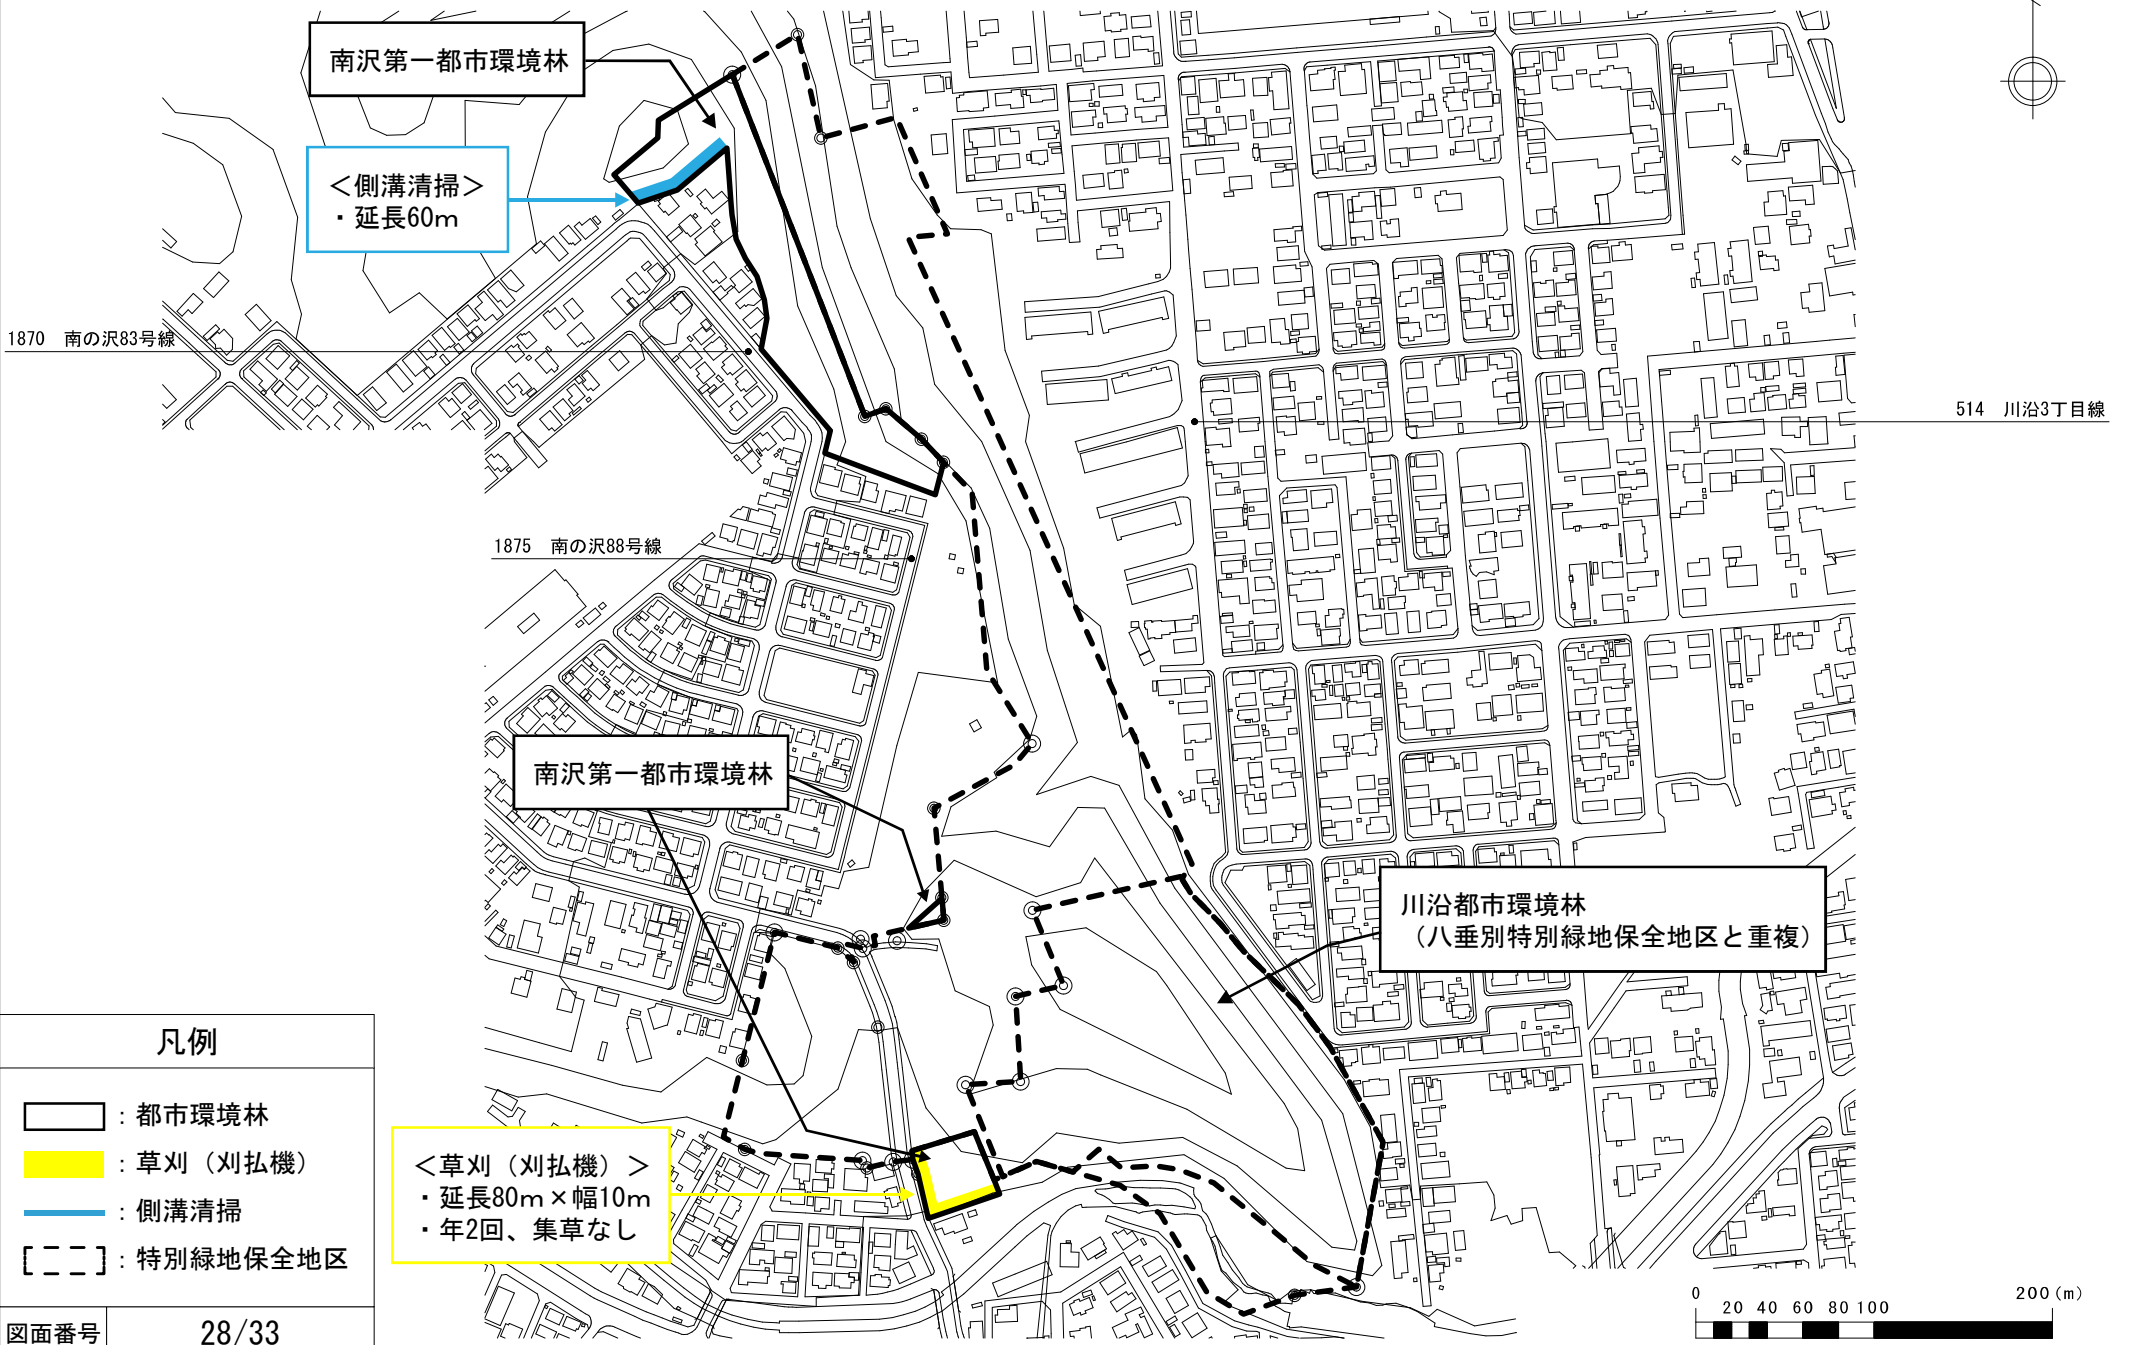 南沢第一都市環境林
＜側溝清掃＞
・延長60m
1870　南の沢83号線
514　川沿3丁目線
1875　南の沢88号線
南沢第一都市環境林
川沿都市環境林
（八垂別特別緑地保全地区と重複）
凡例
：都市環境林
：草刈（刈払機）
：側溝清掃
：特別緑地保全地区
図面番号　28/33
＜草刈（刈払機）＞
・延長80m×幅10m
・年2回、集草なし
0　20　40　60　80 100　200(m)